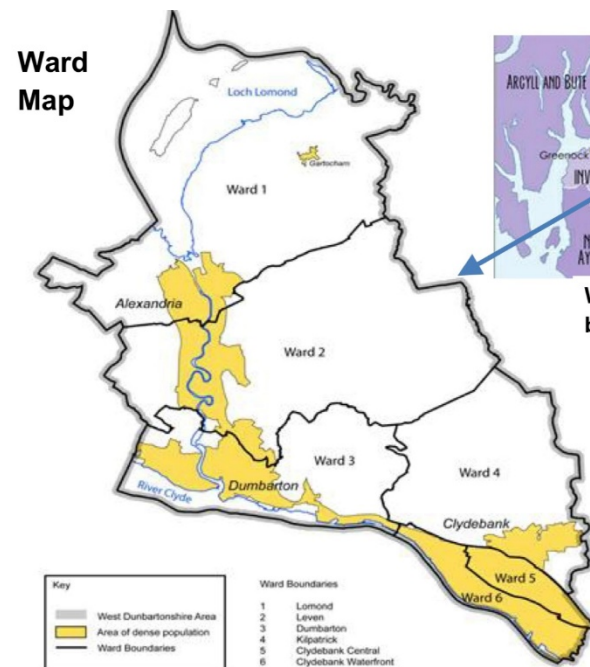 Ward
Map
Loch Lomond
Gartocharn
Ward 1
Alexandria
Ward 2
Ward 3
Ward 4
Dumbarton
River Clyde
Clydebank
Ward 5
Ward 6
ARGYLL AND BUTE
Greenock
INV
N
AY
W
b
Key
West Dunbartonshire Area
Area of dense population
Ward Boundaries
Ward Boundaries
1 Lomond
2 Leven
3 Dumbarton
4 Kilpatrick
5 Clydebank Central
6 Clydebank Waterfront